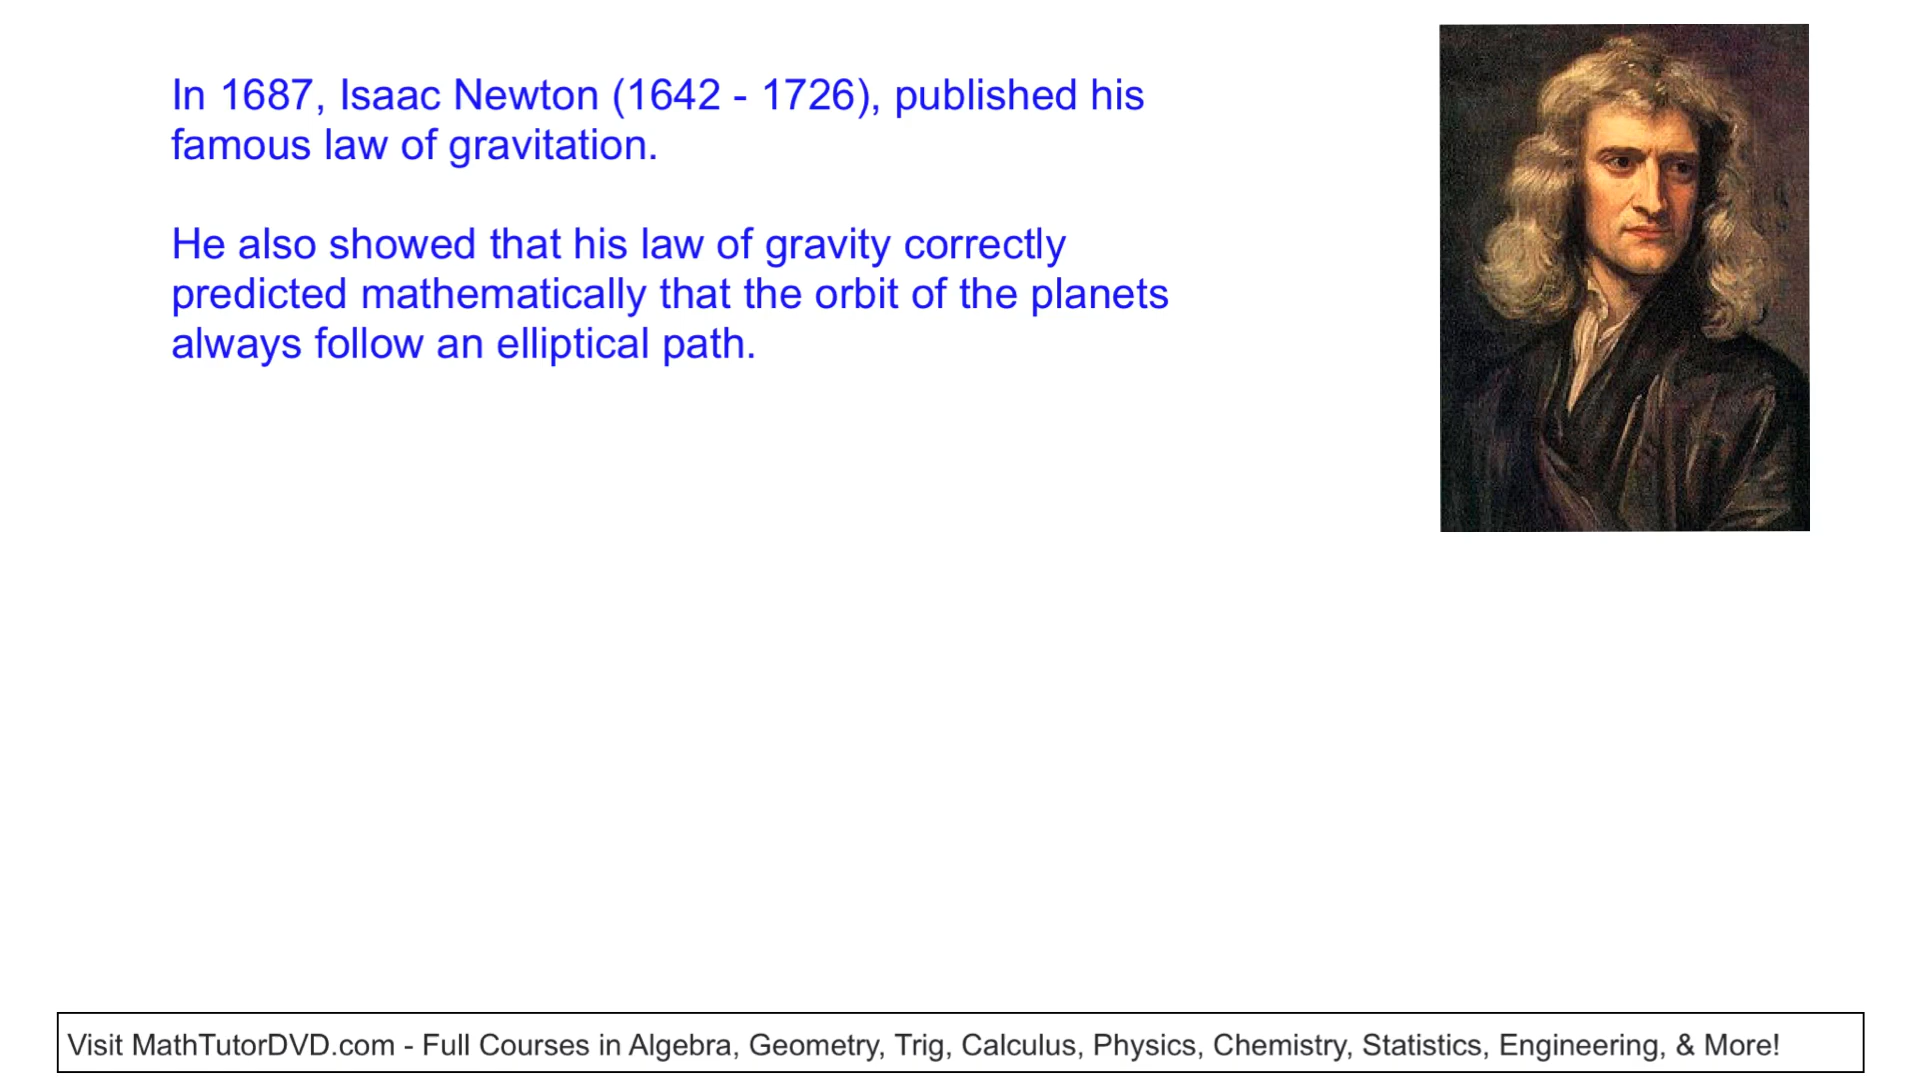 In 1687, Isaac Newton (1642 - 1726), published his
famous law of gravitation.
He also showed that his law of gravity correctly
predicted mathematically that the orbit of the planets
always follow an elliptical path.
Visit MathTutorDVD.com - Full Courses in Algebra, Geometry, Trig, Calculus, Physics, Chemistry, Statistics, Engineering, & More!